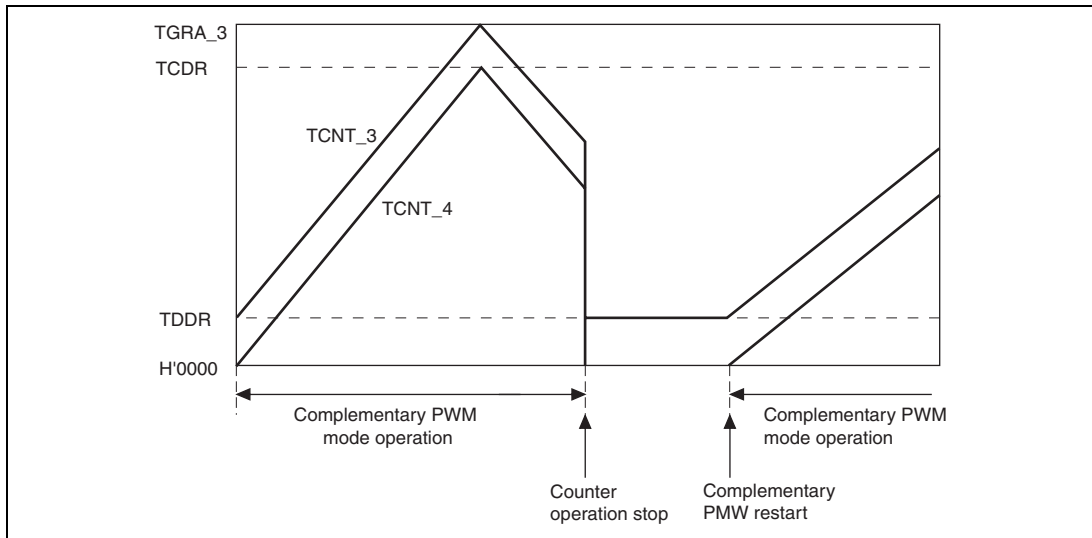 TGRA_3
TCDR
TCNT_3
TCNT_4
TDDR
H'0000
Complementary PWM
mode operation
Complementary PWM
mode operation
Counter
operation stop
Complementary
PMW restart